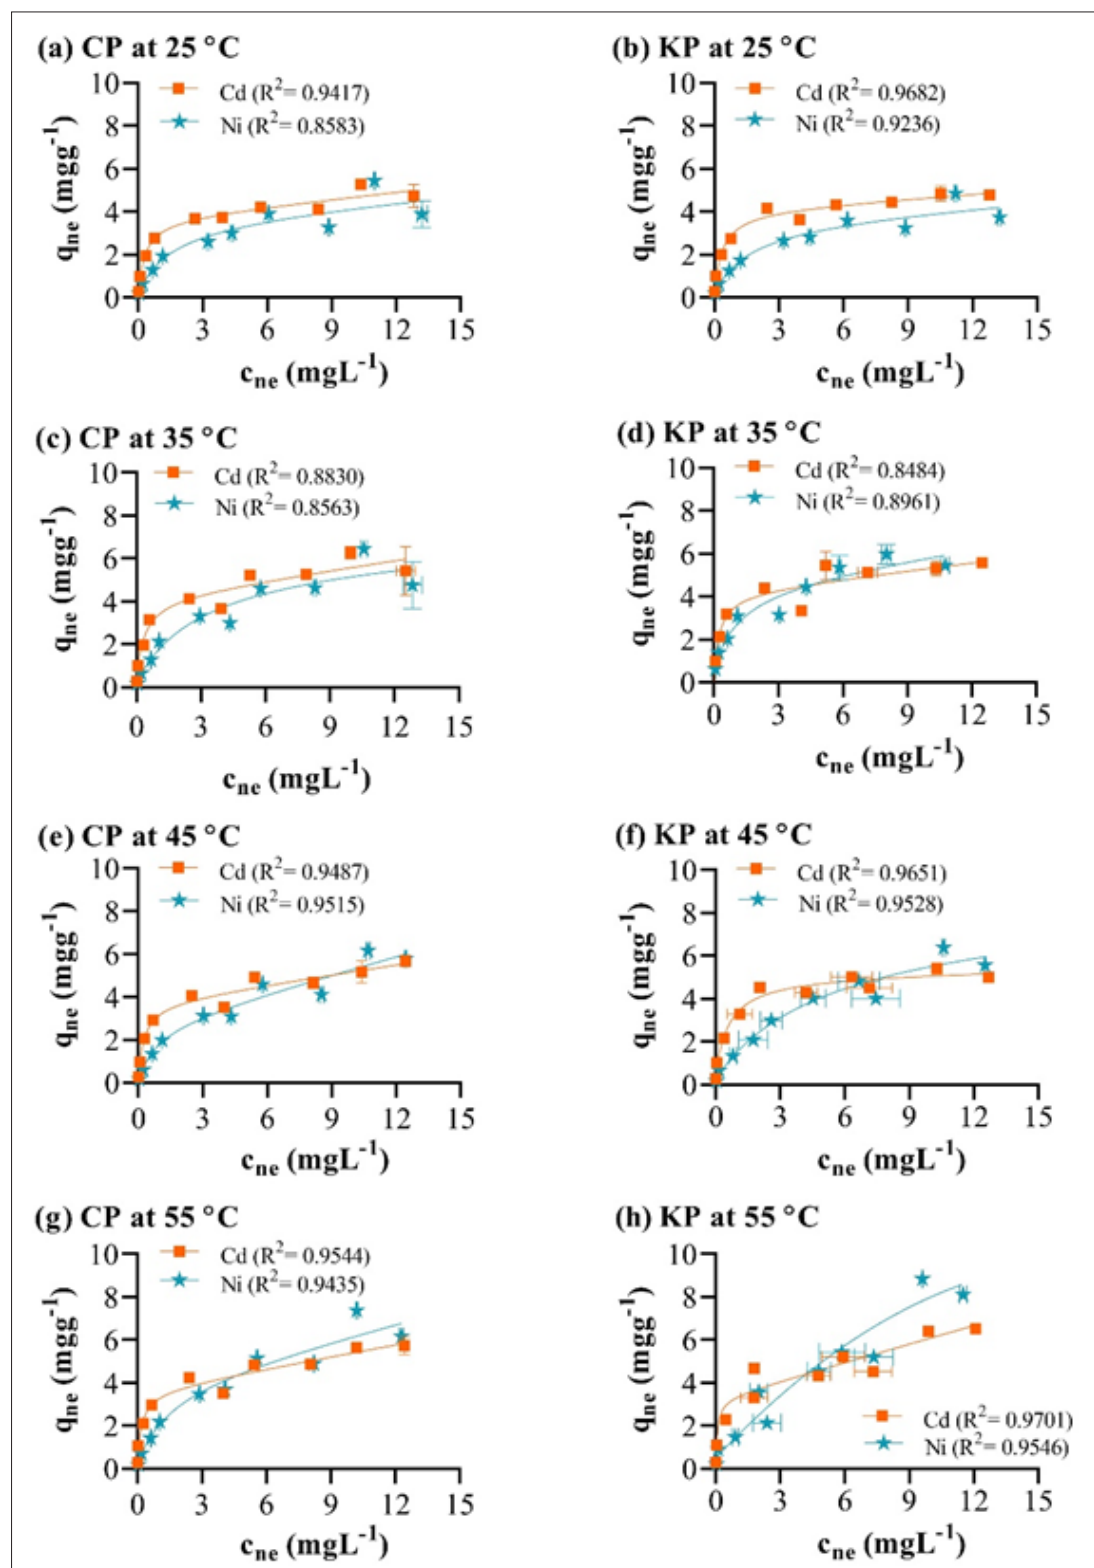 (a) CP at 25 °C
Cd (R²= 0.9417)
Ni (R²= 0.8583)
10
8
6
4
2
0
qne (mgg⁻¹)
0 3 6 9 12 15
cne (mgL⁻¹)
(b) KP at 25 °C
Cd (R²= 0.9682)
Ni (R²= 0.9236)
10
8
6
4
2
0
qne (mgg⁻¹)
0 3 6 9 12 15
cne (mgL⁻¹)
(c) CP at 35 °C
Cd (R²= 0.8830)
Ni (R²= 0.8563)
10
8
6
4
2
0
qne (mgg⁻¹)
0 3 6 9 12 15
cne (mgL⁻¹)
(d) KP at 35 °C
Cd (R²= 0.8484)
Ni (R²= 0.8961)
10
8
6
4
2
0
qne (mgg⁻¹)
0 3 6 9 12 15
cne (mgL⁻¹)
(e) CP at 45 °C
Cd (R²= 0.9487)
Ni (R²= 0.9515)
10
8
6
4
2
0
qne (mgg⁻¹)
0 3 6 9 12 15
cne (mgL⁻¹)
(f) KP at 45 °C
Cd (R²= 0.9651)
Ni (R²= 0.9528)
10
8
6
4
2
0
qne (mgg⁻¹)
0 3 6 9 12 15
cne (mgL⁻¹)
(g) CP at 55 °C
Cd (R²= 0.9544)
Ni (R²= 0.9435)
10
8
6
4
2
0
qne (mgg⁻¹)
0 3 6 9 12 15
cne (mgL⁻¹)
(h) KP at 55 °C
10
8
6
4
2
0
qne (mgg⁻¹)
Cd (R²= 0.9701)
Ni (R²= 0.9546)
0 3 6 9 12 15
cne (mgL⁻¹)